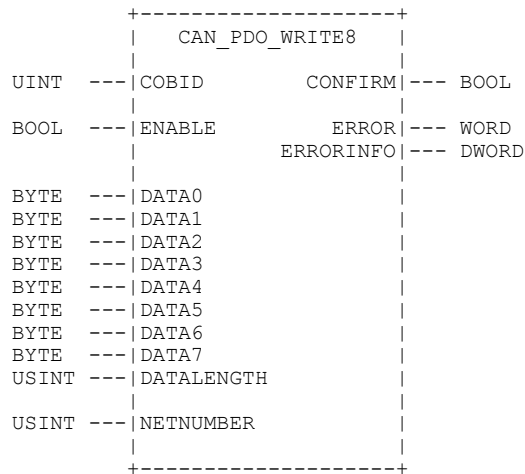 CAN_PDO_WRITE8
UINT ---|COBID CONFIRM|--- BOOL
BOOL ---|ENABLE ERROR|--- WORD
ERRORINFO|--- DWORD
BYTE ---|DATA0
BYTE ---|DATA1
BYTE ---|DATA2
BYTE ---|DATA3
BYTE ---|DATA4
BYTE ---|DATA5
BYTE ---|DATA6
BYTE ---|DATA7
USINT ---|DATALENGTH
USINT ---|NETNUMBER